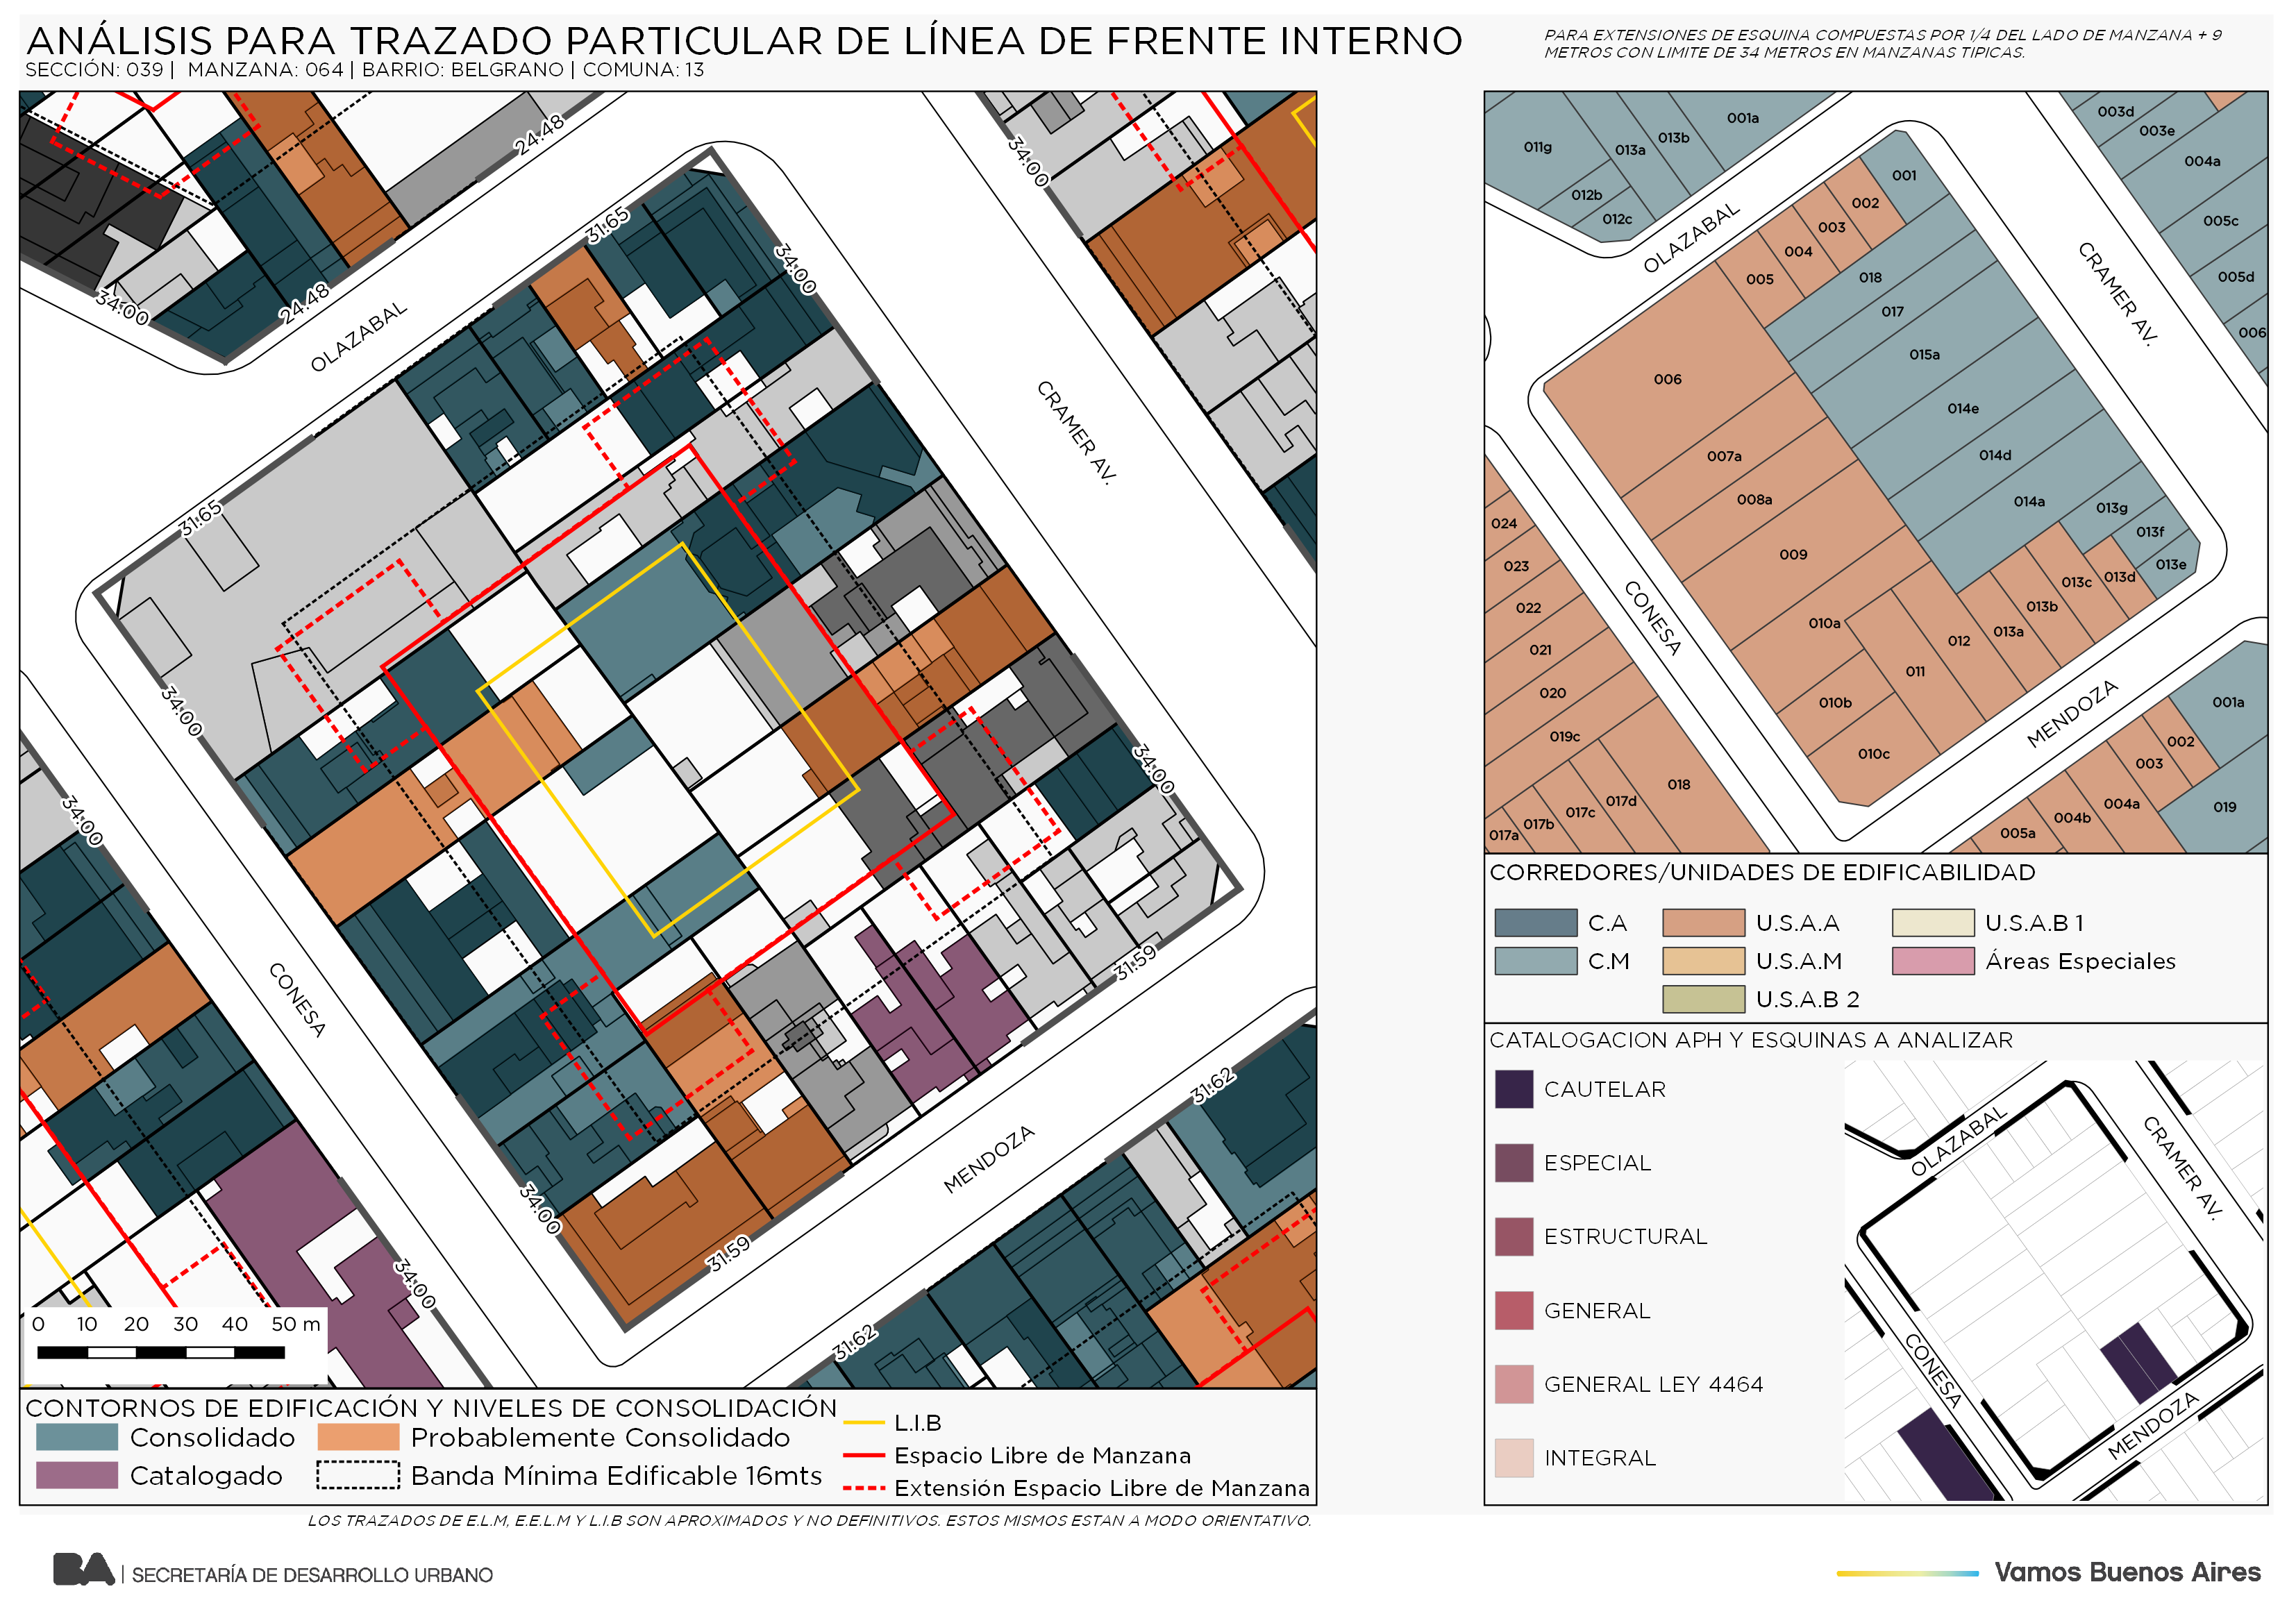 ANÁLISIS PARA TRAZADO PARTICULAR DE LÍNEA DE FRENTE INTERNO
SECCIÓN: 039 | MANZANA: 064 | BARRIO: BELGRANO | COMUNA: 13
PARA EXTENSIONES DE ESQUINA COMPUESTAS POR 1/4 DEL LADO DE MANZANA + 9
METROS CON LIMITE DE 34 METROS EN MANZANAS TIPICAS.
24.48
34.00
31.65
34.00
34.00
24.48
OLAZABAL
CRAMER AV.
31.65
34.00
34.00
34.00
CONESA
31.59
31.62
MENDOZA
34.00
31.59
34.00
31.62
0 10 20 30 40 50 m
CONTORNOS DE EDIFICACIÓN Y NIVELES DE CONSOLIDACIÓN
Consolidado
Probablemente Consolidado
Catalogado
Banda Mínima Edificable 16mts
L.I.B
Espacio Libre de Manzana
Extensión Espacio Libre de Manzana
LOS TRAZADOS DE E.L.M, E.E.L.M Y L.I.B SON APROXIMADOS Y NO DEFINITIVOS. ESTOS MISMOS ESTAN A MODO ORIENTATIVO.
011g
013a
013b
001a
012b
012c
003d
003e
004a
005c
005d
006
OLAZABAL
CRAMER AV.
001
002
003
004
005
018
017
015a
006
014e
007a
014d
008a
014a
013g
013f
009
013e
013d
013c
013b
010a
013a
012
011
010b
010c
024
023
022
021
020
019c
018
017d
017c
017b
017a
CONESA
MENDOZA
001a
002
003
004a
004b
005a
019
CORREDORES/UNIDADES DE EDIFICABILIDAD
C.A
U.S.A.A
U.S.A.B 1
C.M
U.S.A.M
Áreas Especiales
U.S.A.B 2
CATALOGACION APH Y ESQUINAS A ANALIZAR
CAUTELAR
ESPECIAL
ESTRUCTURAL
GENERAL
GENERAL LEY 4464
INTEGRAL
OLAZABAL
CRAMER AV.
CONESA
MENDOZA
BA | SECRETARÍA DE DESARROLLO URBANO
Vamos Buenos Aires